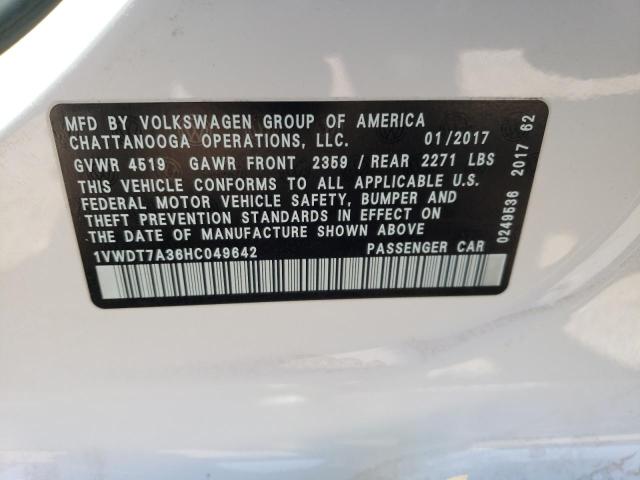 MFD BY VOLKSWAGEN GROUP OF AMERICA
CHATTANOOGA OPERATIONS, LLC. 01/2017
GVWR 4519 GAWR FRONT 2359 / REAR 2271 LBS
THIS VEHICLE CONFORMS TO ALL APPLICABLE U.S.
FEDERAL MOTOR VEHICLE SAFETY, BUMPER AND
THEFT PREVENTION STANDARDS IN EFFECT ON
THE DATE OF MANUFACTURE SHOWN ABOVE
1VWDT7A36HC049642 PASSENGER CAR
0249536 2017 62